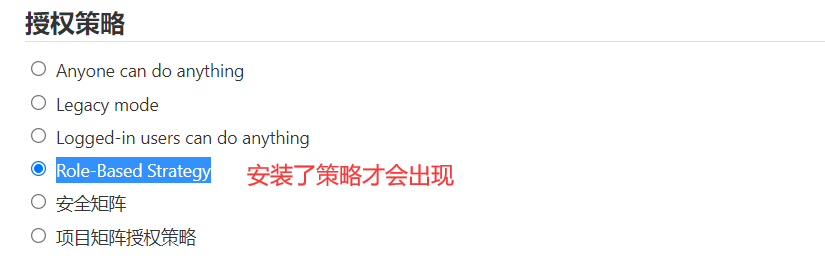 授权策略
Anyone can do anything
Legacy mode
Logged-in users can do anything
Role-Based Strategy 安装了策略才会出现
安全矩阵
项目矩阵授权策略